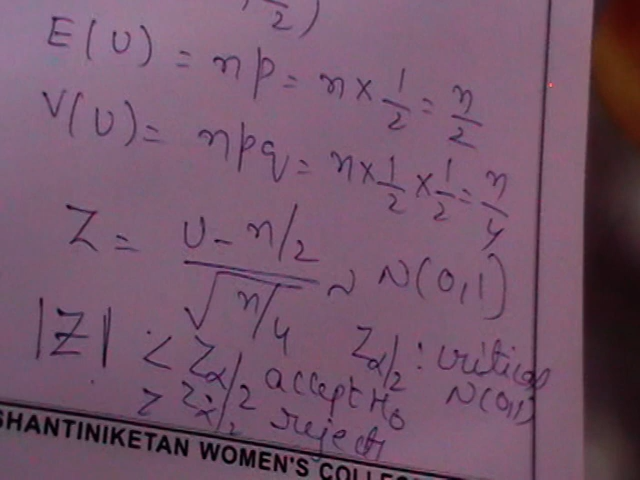 /2)
E(U) = np = n × 1/2 = n/2
V(U) = npq = n × 1/2 × 1/2 = n/4
Z = (U - n/2) / √(n/4) ~ N(0,1)
|Z| < Zα/2 accept H0
> Zα/2 reject
Zα/2 : critical
N(0,1)
SHANTINIKETAN WOMEN'S COLLEG